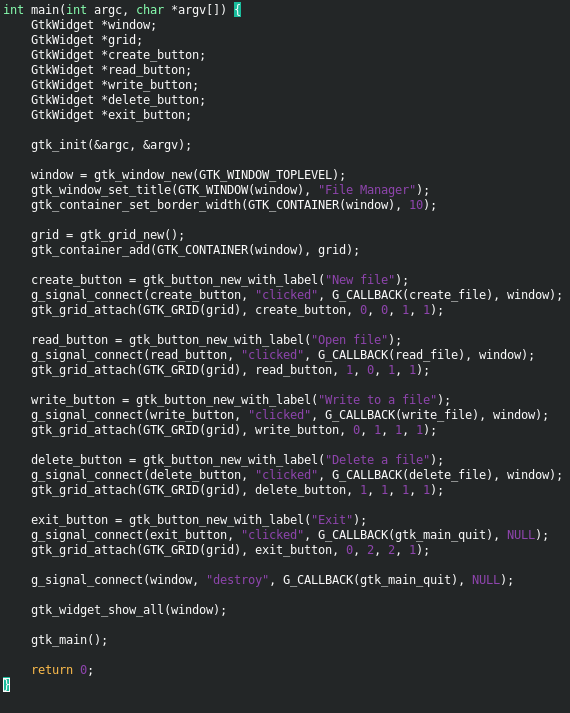 int main(int argc, char *argv[]) {
    GtkWidget *window;
    GtkWidget *grid;
    GtkWidget *create_button;
    GtkWidget *read_button;
    GtkWidget *write_button;
    GtkWidget *delete_button;
    GtkWidget *exit_button;

    gtk_init(&argc, &argv);

    window = gtk_window_new(GTK_WINDOW_TOPLEVEL);
    gtk_window_set_title(GTK_WINDOW(window), "File Manager");
    gtk_container_set_border_width(GTK_CONTAINER(window), 10);

    grid = gtk_grid_new();
    gtk_container_add(GTK_CONTAINER(window), grid);

    create_button = gtk_button_new_with_label("New file");
    g_signal_connect(create_button, "clicked", G_CALLBACK(create_file), window);
    gtk_grid_attach(GTK_GRID(grid), create_button, 0, 0, 1, 1);

    read_button = gtk_button_new_with_label("Open file");
    g_signal_connect(read_button, "clicked", G_CALLBACK(read_file), window);
    gtk_grid_attach(GTK_GRID(grid), read_button, 1, 0, 1, 1);

    write_button = gtk_button_new_with_label("Write to a file");
    g_signal_connect(write_button, "clicked", G_CALLBACK(write_file), window);
    gtk_grid_attach(GTK_GRID(grid), write_button, 0, 1, 1, 1);

    delete_button = gtk_button_new_with_label("Delete a file");
    g_signal_connect(delete_button, "clicked", G_CALLBACK(delete_file), window);
    gtk_grid_attach(GTK_GRID(grid), delete_button, 1, 1, 1, 1);

    exit_button = gtk_button_new_with_label("Exit");
    g_signal_connect(exit_button, "clicked", G_CALLBACK(gtk_main_quit), NULL);
    gtk_grid_attach(GTK_GRID(grid), exit_button, 0, 2, 2, 1);

    g_signal_connect(window, "destroy", G_CALLBACK(gtk_main_quit), NULL);

    gtk_widget_show_all(window);

    gtk_main();

    return 0;
}